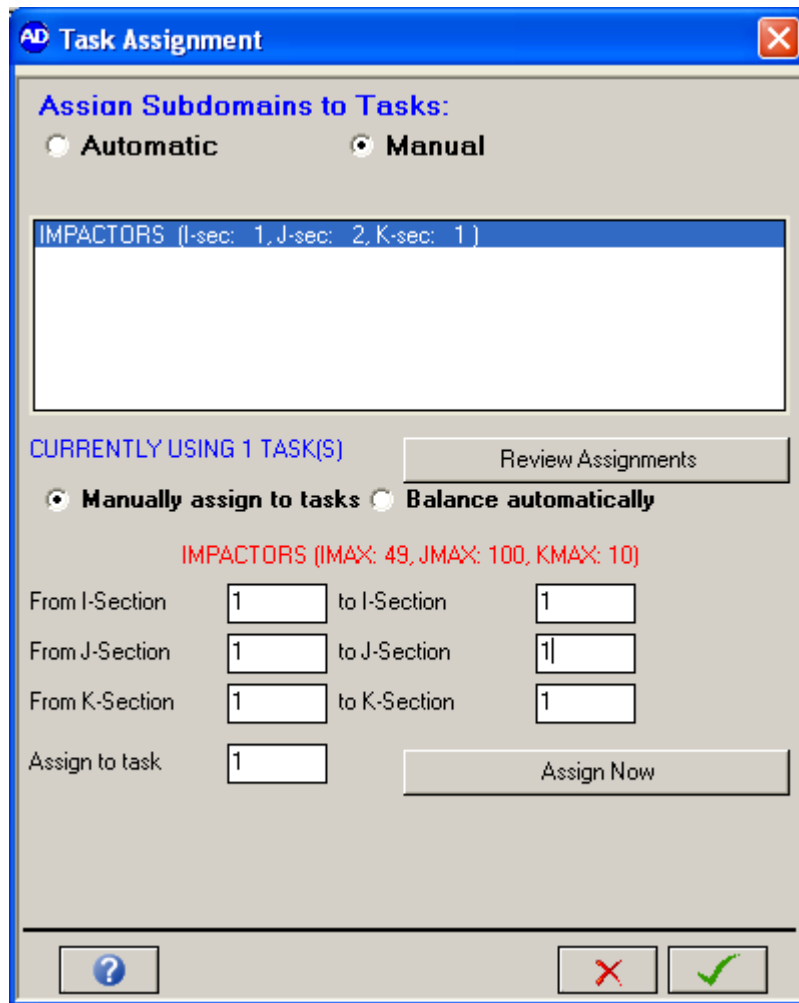 AD Task Assignment
Assign Subdomains to Tasks:
Automatic Manual
IMPACTORS (I-sec: 1, J-sec: 2, K-sec: 1 )
CURRENTLY USING 1 TASK(S) Review Assignments
Manually assign to tasks Balance automatically
IMPACTORS (IMAX: 49, JMAX: 100, KMAX: 10)
From I-Section 1 to I-Section 1
From J-Section 1 to J-Section 1
From K-Section 1 to K-Section 1
Assign to task 1 Assign Now
?